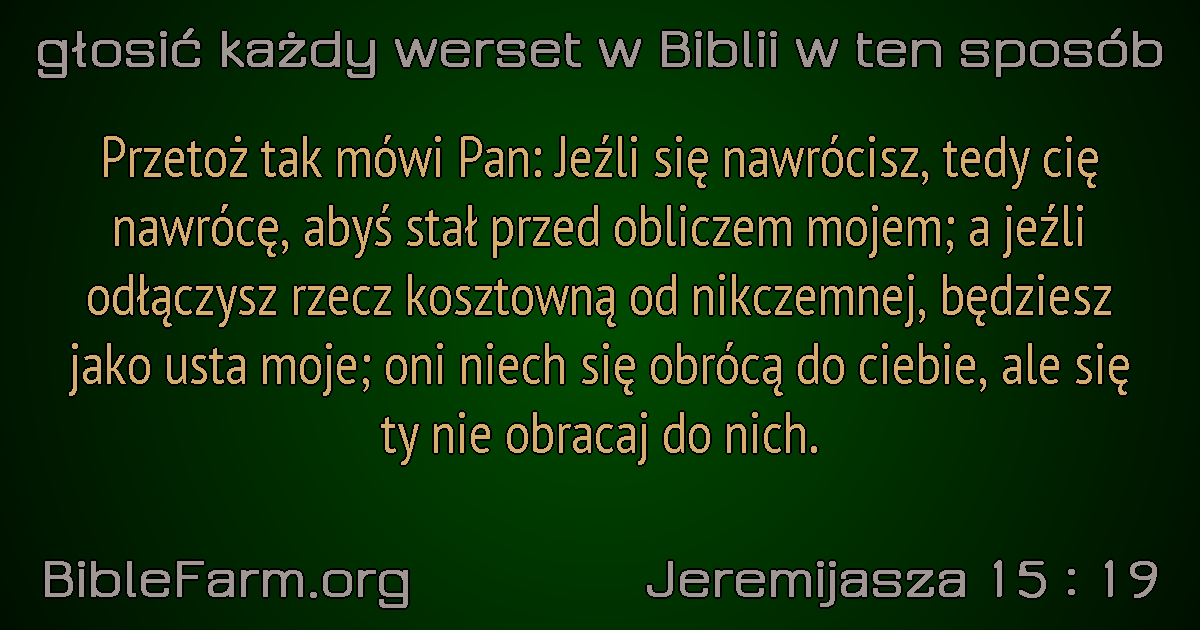 głosić każdy werset w Biblii w ten sposób
Przetoż tak mówi Pan: Jeźli się nawrócisz, tedy cię
nawrócę, abyś stał przed obliczem mojem; a jeźli
odłączysz rzecz kosztowną od nikczemnej, będziesz
jako usta moje; oni niech się obrócą do ciebie, ale się
ty nie obracaj do nich.
BibleFarm.org
Jeremijasza 15 : 19